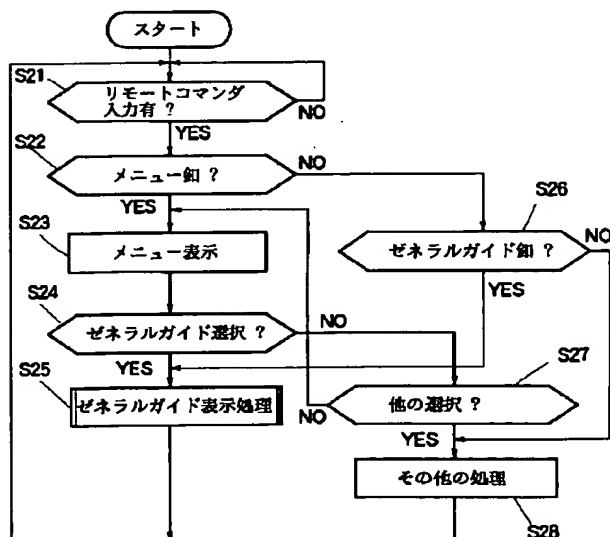 スタート
S21
リモートコマンダ
入力有 ?
NO
YES
S22
メニュー釦 ?
NO
YES
S26
ゼネラルガイド釦 ?
NO
YES
S23
メニュー表示
S24
ゼネラルガイド選択 ?
NO
YES
S27
他の選択 ?
NO
YES
S25
ゼネラルガイド表示処理
その他の処理
S28